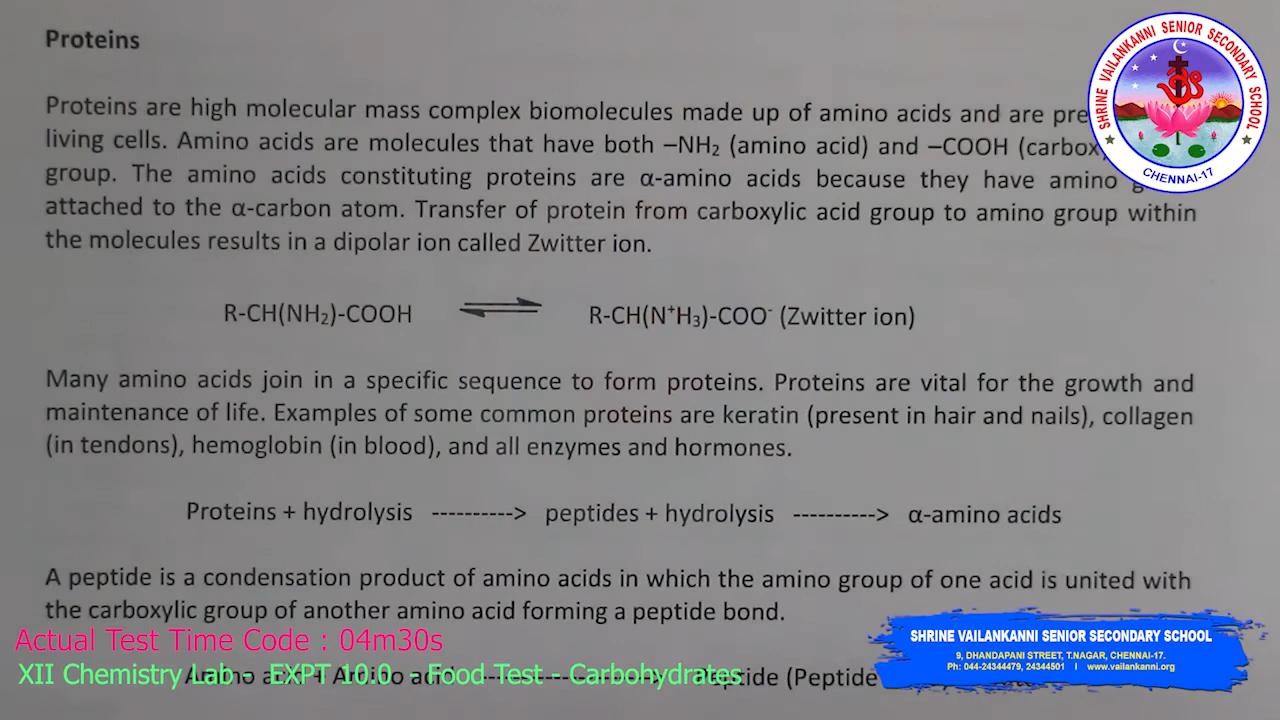 Proteins
Proteins are high molecular mass complex biomolecules made up of amino acids and are
living cells. Amino acids are molecules that have both –NH₂ (amino acid) and –COOH
group. The amino acids constituting proteins are α-amino acids because they have amino
attached to the α-carbon atom. Transfer of protein from carboxylic acid group to amino group within
the molecules results in a dipolar ion called Zwitter ion.
R-CH(NH₂)-COOH ⇌ R-CH(N⁺H₃)-COO⁻ (Zwitter ion)
Many amino acids join in a specific sequence to form proteins. Proteins are vital for the growth and
maintenance of life. Examples of some common proteins are keratin (present in hair and nails), collagen
(in tendons), hemoglobin (in blood), and all enzymes and hormones.
Proteins + hydrolysis ----------> peptides + hydrolysis ----------> α-amino acids
A peptide is a condensation product of amino acids in which the amino group of one acid is united with
the carboxylic group of another amino acid forming a peptide bond.
Amino acid + Amino acid (Peptide
Actual Test Time Code : 04m30s
XII Chemistry Lab - EXPT 10.0 - Food Test - Carbohydrates
SHRINE VAILANKANNI SENIOR SECONDARY SCHOOL
CHENNAI-17
SHRINE VAILANKANNI SENIOR SECONDARY SCHOOL
9, DHANDAPANI STREET, T.NAGAR, CHENNAI-17.
Ph: 044-24344479, 24344501 I www.vailankanni.org